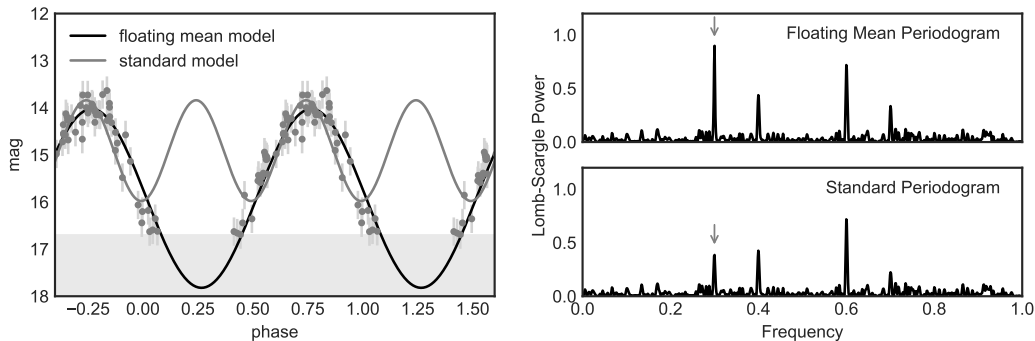 12
13
14
15
16
17
18
mag
floating mean model
standard model
−0.25 0.00 0.25 0.50 0.75 1.00 1.25 1.50
phase
Lomb-Scargle Power
1.0
0.5
0.0
Floating Mean Periodogram
1.0
0.5
0.0
Standard Periodogram
0.0 0.2 0.4 0.6 0.8 1.0
Frequency